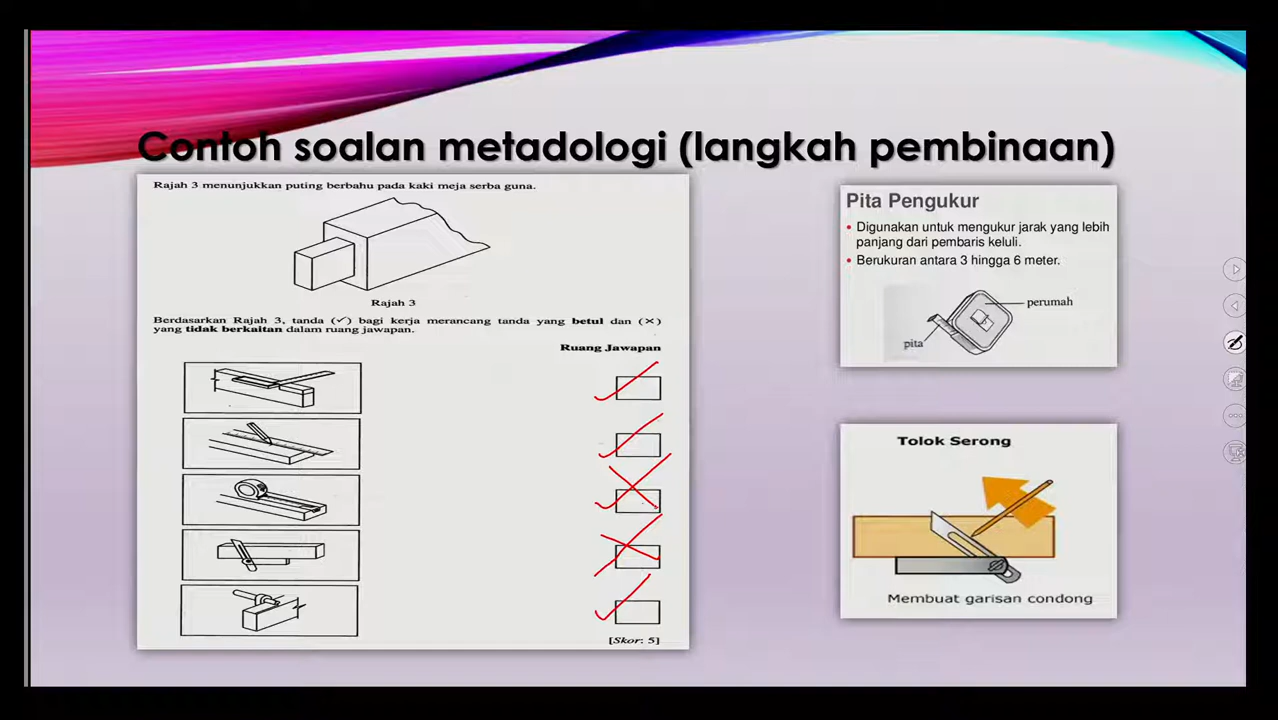 Contoh soalan metadologi (langkah pembinaan)
Rajah 3 menunjukkan puting berbahu pada kaki meja serba guna.
Rajah 3
Berdasarkan Rajah 3, tanda (✓) bagi kerja merancang tanda yang betul dan (×)
yang tidak berkaitan dalam ruang jawapan.
Ruang Jawapan
[Skor: 5]
Pita Pengukur
• Digunakan untuk mengukur jarak yang lebih
panjang dari pembaris keluli.
• Berukuran antara 3 hingga 6 meter.
perumah
pita
Tolok Serong
Membuat garisan condong